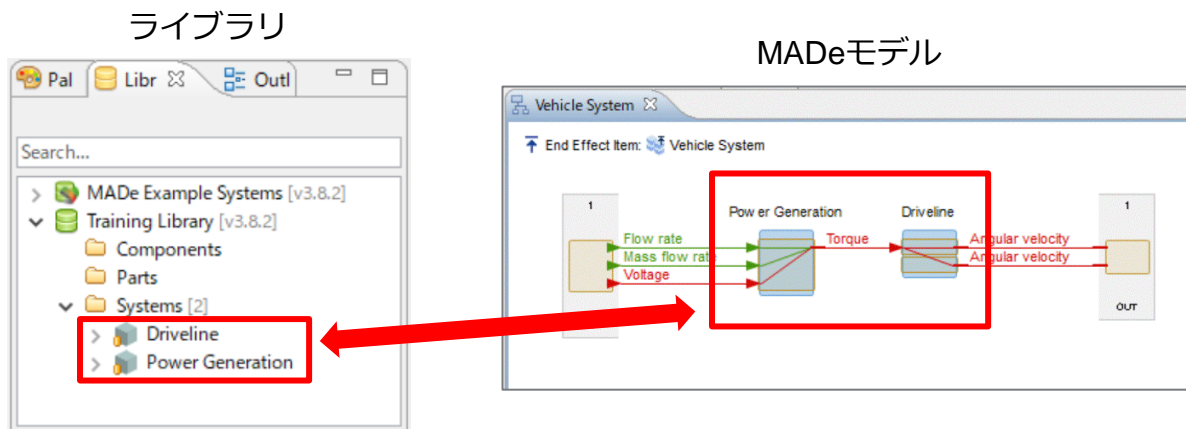 ライブラリ
Pal Libr Outl
Search...
MADe Example Systems [v3.8.2]
Training Library [v3.8.2]
Components
Parts
Systems [2]
Driveline
Power Generation
MADeモデル
Vehicle System
End Effect Item: Vehicle System
1
Power Generation
Driveline
1
Flow rate
Mass flow rate
Voltage
Torque
Angular velocity
Angular velocity
OUT